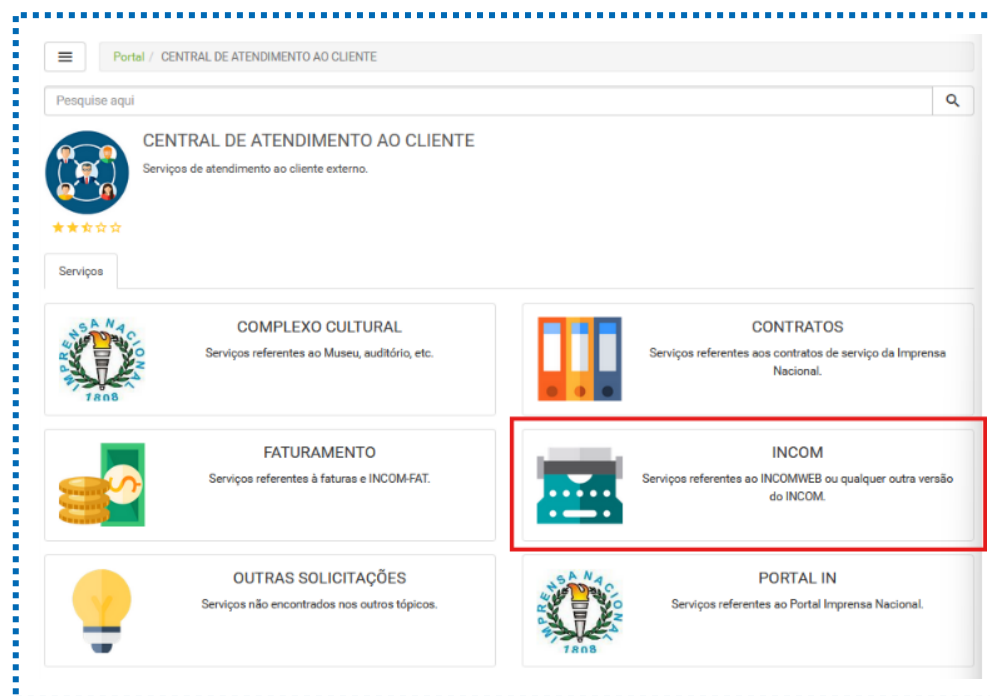 Portal / CENTRAL DE ATENDIMENTO AO CLIENTE
Pesquise aqui
CENTRAL DE ATENDIMENTO AO CLIENTE
Serviços de atendimento ao cliente externo.
Serviços
IMPRENSA NACIONAL
1808
COMPLEXO CULTURAL
Serviços referentes ao Museu, auditório, etc.
CONTRATOS
Serviços referentes aos contratos de serviço da Imprensa
Nacional.
FATURAMENTO
Serviços referentes à faturas e INCOM-FAT.
INCOM
Serviços referentes ao INCOMWEB ou qualquer outra versão
do INCOM.
OUTRAS SOLICITAÇÕES
Serviços não encontrados nos outros tópicos.
IMPRENSA NACIONAL
1808
PORTAL IN
Serviços referentes ao Portal Imprensa Nacional.